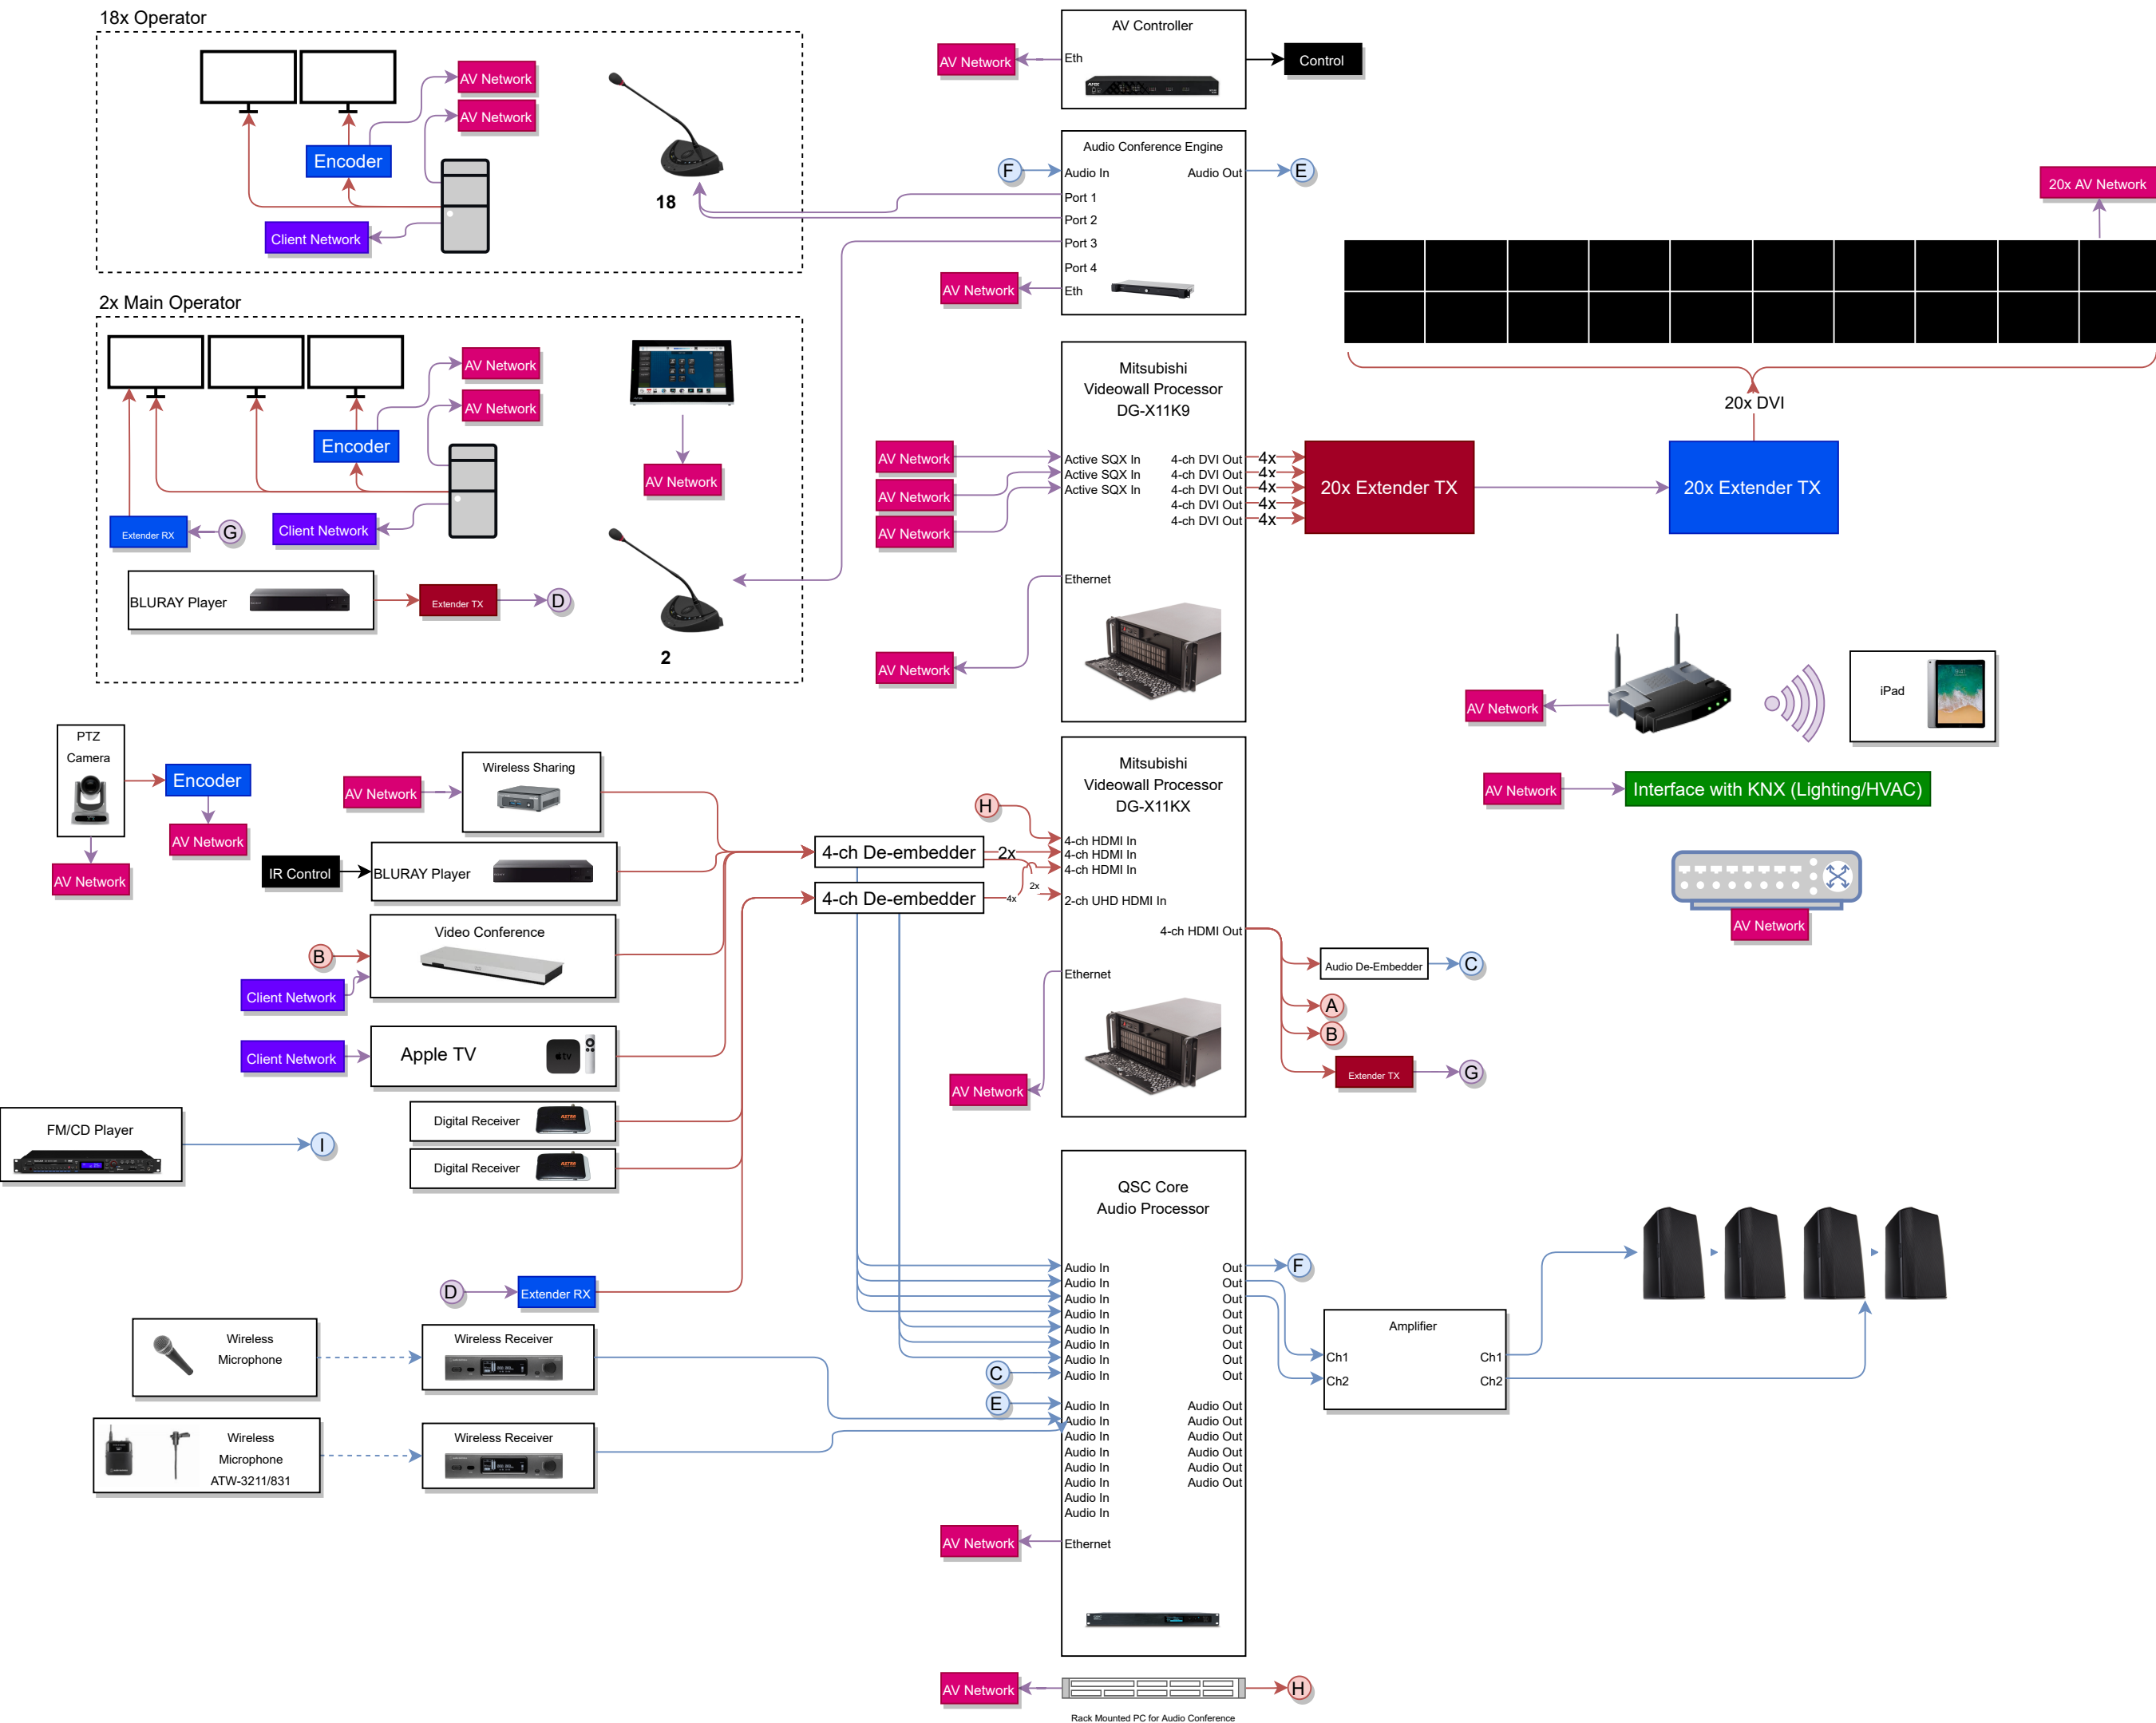 18x Operator
AV Network
AV Network
Encoder
18
Client Network
2x Main Operator
AV Network
AV Network
Encoder
AV Network
Client Network
Extender RX
G
BLURAY Player
Extender TX
D
2
AV Controller
Eth
AV Network
Control
Audio Conference Engine
F
Audio In
Audio Out
E
Port 1
Port 2
Port 3
Port 4
Eth
AV Network
20x AV Network
20x DVI
Mitsubishi
Videowall Processor
DG-X11K9
AV Network
AV Network
AV Network
Active SQX In
Active SQX In
Active SQX In
4-ch DVI Out
4-ch DVI Out
4-ch DVI Out
4-ch DVI Out
4-ch DVI Out
4x
4x
4x
4x
4x
20x Extender TX
20x Extender TX
Ethernet
AV Network
AV Network
iPad
AV Network
Interface with KNX (Lighting/HVAC)
AV Network
PTZ
Camera
Encoder
AV Network
AV Network
AV Network
Wireless Sharing
IR Control
BLURAY Player
Video Conference
B
Client Network
Client Network
Apple TV
tv
Digital Receiver
Digital Receiver
FM/CD Player
I
4-ch De-embedder
4-ch De-embedder
2x
2x
4x
H
Mitsubishi
Videowall Processor
DG-X11KX
4-ch HDMI In
4-ch HDMI In
4-ch HDMI In
2-ch UHD HDMI In
4-ch HDMI Out
Ethernet
AV Network
Audio De-Embedder
C
A
B
Extender TX
G
D
Extender RX
Wireless
Microphone
Wireless Receiver
Wireless
Microphone
ATW-3211/831
Wireless Receiver
QSC Core
Audio Processor
Audio In
Audio In
Audio In
Audio In
Audio In
Audio In
Audio In
Audio In
C
E
Audio In
Audio In
Audio In
Audio In
Audio In
Audio In
Audio In
Audio In
Out
Out
Out
Out
Out
Out
Out
Out
F
Audio Out
Audio Out
Audio Out
Audio Out
Audio Out
Audio Out
Ethernet
AV Network
Amplifier
Ch1
Ch1
Ch2
Ch2
AV Network
H
Rack Mounted PC for Audio Conference